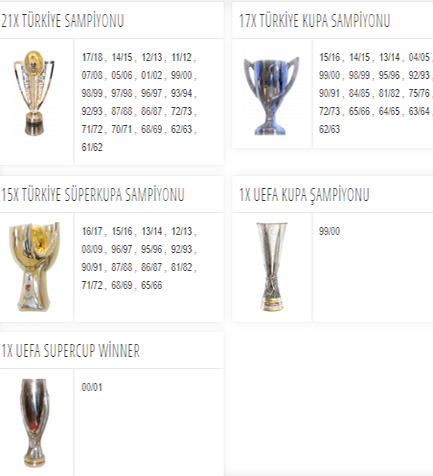 21X TÜRKİYE SAMPİYONU
17/18 , 14/15 , 12/13 , 11/12 ,
07/08 , 05/06 , 01/02 , 99/00 ,
98/99 , 97/98 , 96/97 , 93/94 ,
92/93 , 87/88 , 86/87 , 72/73 ,
71/72 , 70/71 , 68/69 , 62/63 ,
61/62
17X TÜRKİYE KUPA SAMPİYONU
15/16 , 14/15 , 13/14 , 04/05
99/00 , 98/99 , 95/96 , 92/93 ,
90/91 , 84/85 , 81/82 , 75/76
72/73 , 65/66 , 64/65 , 63/64
62/63
15X TÜRKİYE SÜPERKUPA SAMPİYONU
16/17 , 15/16 , 13/14 , 12/13 ,
08/09 , 96/97 , 95/96 , 92/93 ,
90/91 , 87/88 , 86/87 , 81/82 ,
71/72 , 68/69 , 65/66
1X UEFA KUPA ŞAMPİYONU
99/00
1X UEFA SUPERCUP WİNNER
00/01